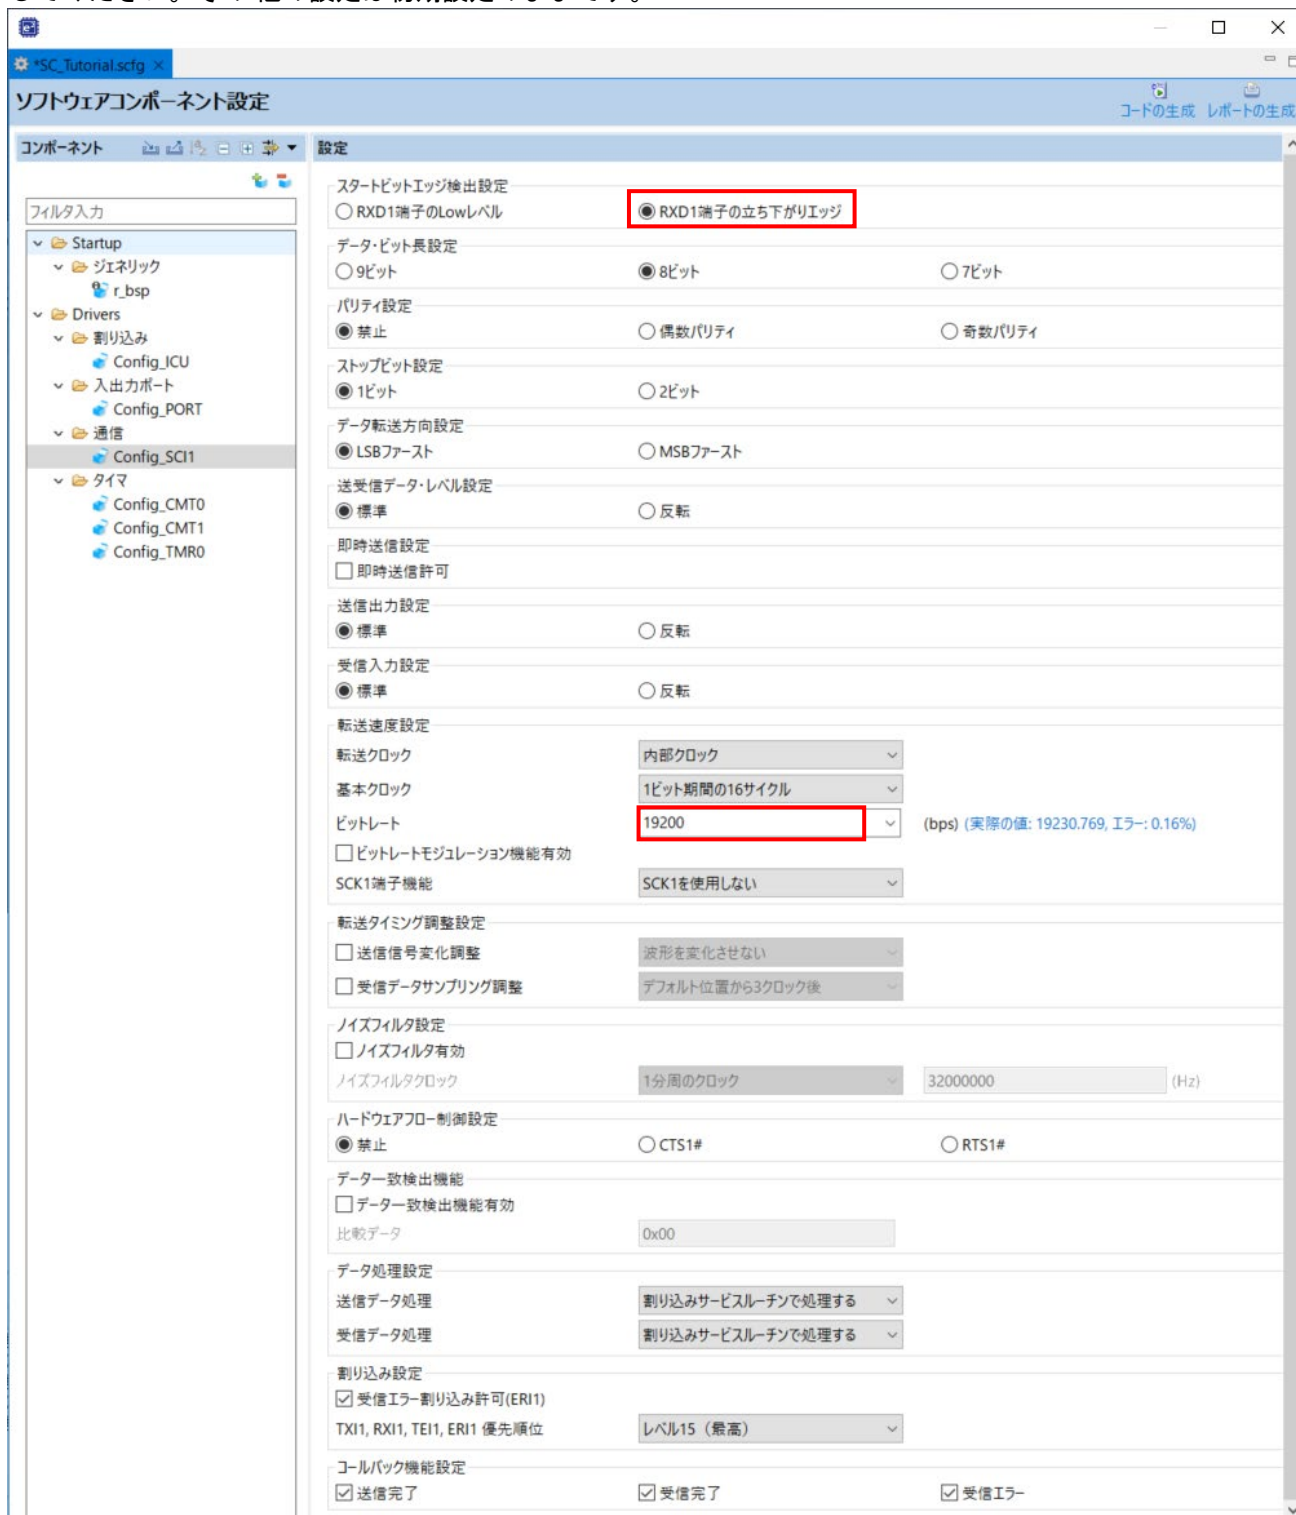 してください。その他の設定は初期設定のままです。
*SC_Tutorial.scfg
ソフトウェアコンポーネント設定
コードの生成 レポートの生成
コンポーネント
設定
フィルタ入力
Startup
ジェネリック
r_bsp
Drivers
割り込み
Config_ICU
入出力ポート
Config_PORT
通信
Config_SCI1
タイマ
Config_CMT0
Config_CMT1
Config_TMR0
スタートビットエッジ検出設定
RXD1端子のLowレベル RXD1端子の立ち下がりエッジ
データ・ビット長設定
9ビット 8ビット 7ビット
パリティ設定
禁止 偶数パリティ 奇数パリティ
ストップビット設定
1ビット 2ビット
データ転送方向設定
LSBファースト MSBファースト
送受信データ・レベル設定
標準 反転
即時送信設定
即時送信許可
送信出力設定
標準 反転
受信入力設定
標準 反転
転送速度設定
転送クロック 内部クロック
基本クロック 1ビット期間の16サイクル
ビットレート 19200 (bps) (実際の値: 19230.769, エラー: 0.16%)
ビットレートモジュレーション機能有効
SCK1端子機能 SCK1を使用しない
転送タイミング調整設定
送信信号変化調整 波形を変化させない
受信データサンプリング調整 デフォルト位置から3クロック後
ノイズフィルタ設定
ノイズフィルタ有効
ノイズフィルタクロック 1分周のクロック 32000000 (Hz)
ハードウェアフロー制御設定
禁止 CTS1# RTS1#
データ一致検出機能
データ一致検出機能有効
比較データ 0x00
データ処理設定
送信データ処理 割り込みサービスルーチンで処理する
受信データ処理 割り込みサービスルーチンで処理する
割り込み設定
受信エラー割り込み許可(ERI1)
TXI1, RXI1, TEI1, ERI1 優先順位 レベル15（最高）
コールバック機能設定
送信完了 受信完了 受信エラー